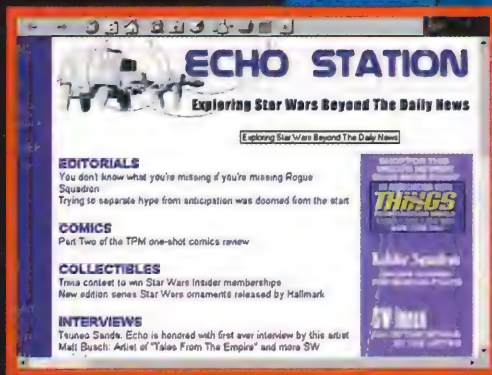 ECHO STATION
Exploring Star Wars Beyond The Daily News
Exploring Star Wars Beyond The Daily News
EDITORIALS
You don't know what you're missing if you're missing Rogue
Squadron
Trying to separate hype from anticipation was doomed from the start
COMICS
Part Two of the TPM one-shot comics review
COLLECTIBLES
Trivia contest to win Star Wars Insider memberships
New edition series Star Wars ornaments released by Hallmark
INTERVIEWS
Tsuneo Sanda. Echo is honored with first ever interview by this artist
Matt Busch: Artist of "Tales From The Empire" and more SW
SHOP FOR THIS
THINGS